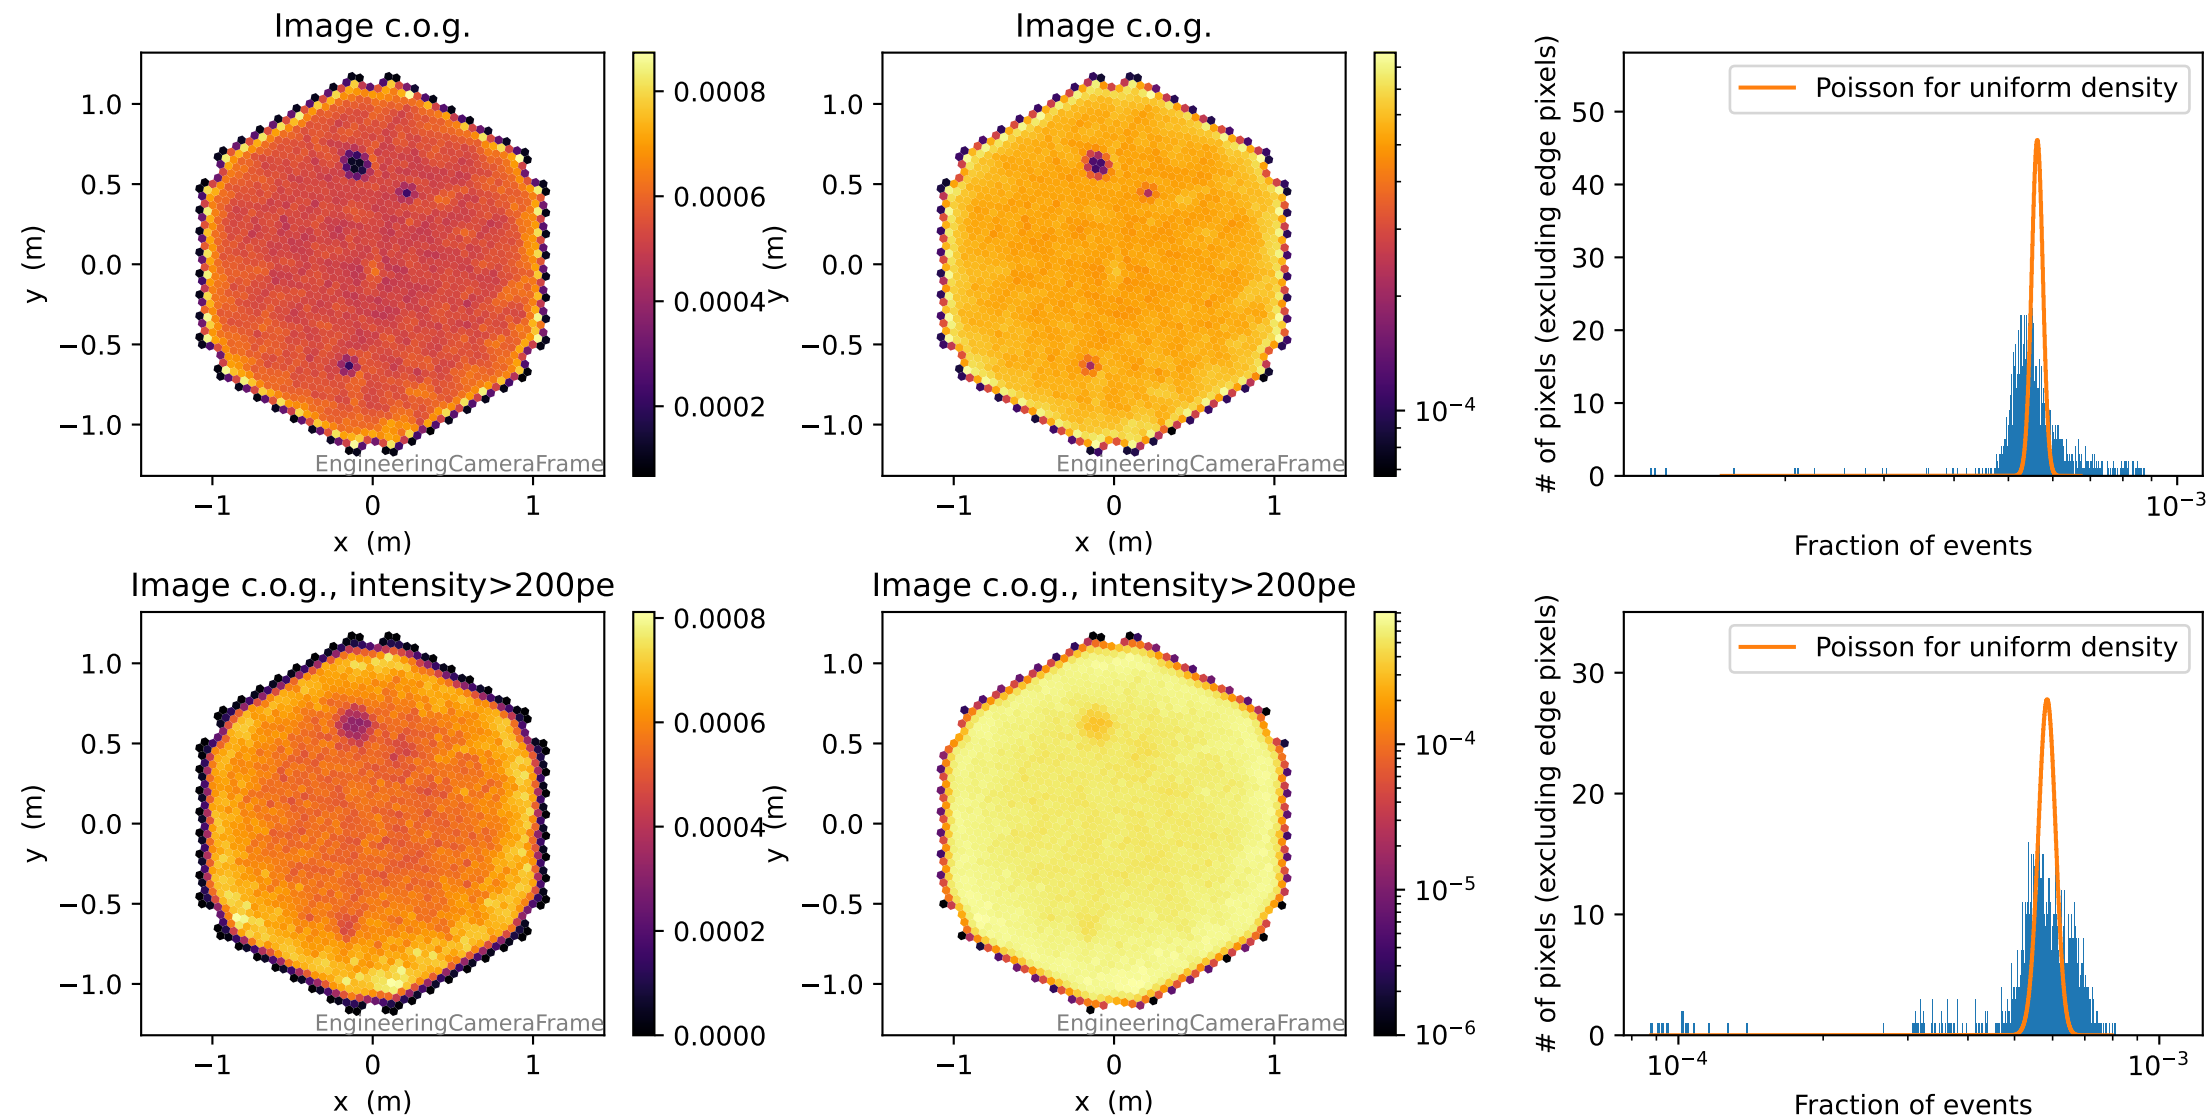 Image c.o.g.
1.0
0.5
0.0
−0.5
−1.0
y (m)
−1
0
1
x (m)
EngineeringCameraFrame
0.0008
0.0006
0.0004
0.0002
Image c.o.g.
1.0
0.5
0.0
−0.5
−1.0
y (m)
−1
0
1
x (m)
EngineeringCameraFrame
10⁻⁴
# of pixels (excluding edge pixels)
50
40
30
20
10
0
Poisson for uniform density
10⁻³
Fraction of events
Image c.o.g., intensity>200pe
1.0
0.5
0.0
−0.5
−1.0
y (m)
−1
0
1
x (m)
EngineeringCameraFrame
0.0008
0.0006
0.0004
0.0002
0.0000
Image c.o.g., intensity>200pe
1.0
0.5
0.0
−0.5
−1.0
y (m)
−1
0
1
x (m)
EngineeringCameraFrame
10⁻⁴
10⁻⁵
10⁻⁶
# of pixels (excluding edge pixels)
30
20
10
0
Poisson for uniform density
10⁻⁴
10⁻³
Fraction of events